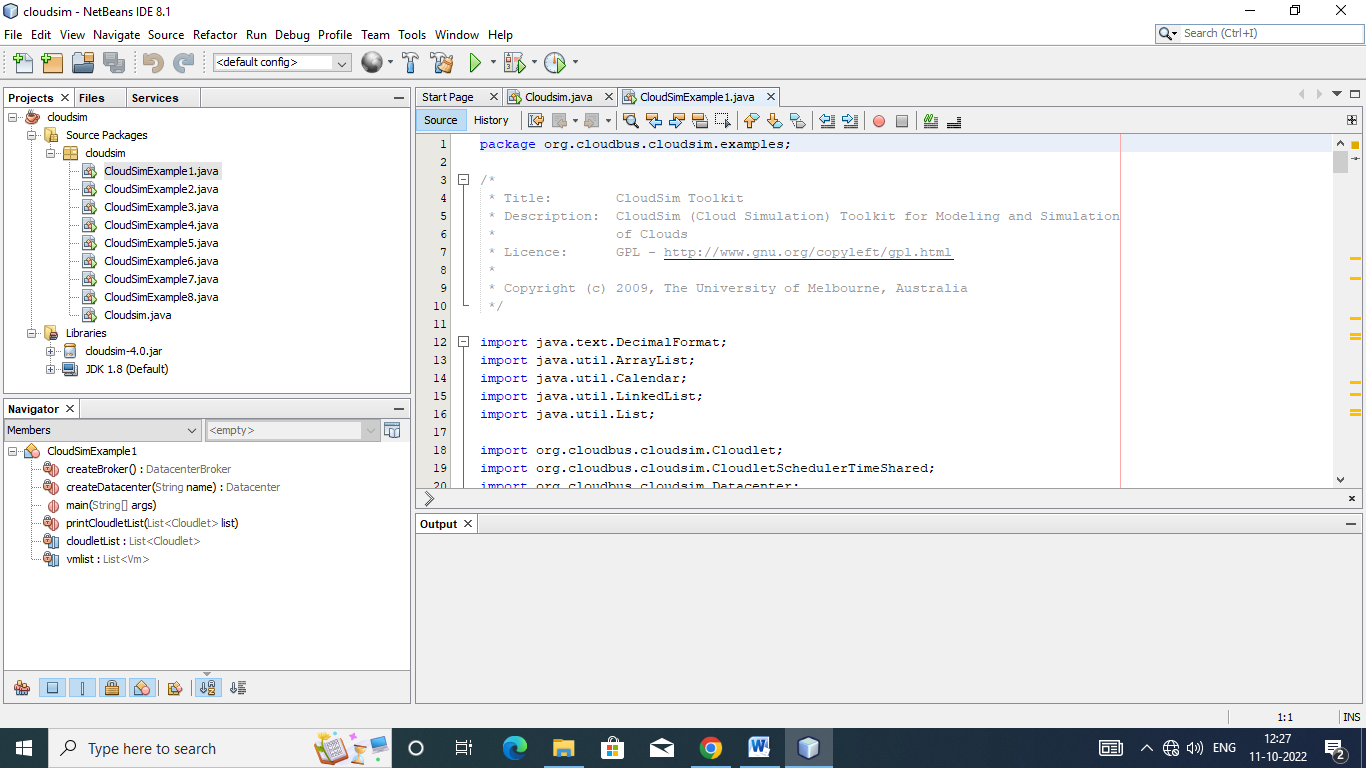 cloudsim - NetBeans IDE 8.1
File Edit View Navigate Source Refactor Run Debug Profile Team Tools Window Help
Search (Ctrl+I)
<default config>
Projects Files Services
cloudsim
Source Packages
cloudsim
CloudSimExample1.java
CloudSimExample2.java
CloudSimExample3.java
CloudSimExample4.java
CloudSimExample5.java
CloudSimExample6.java
CloudSimExample7.java
CloudSimExample8.java
Cloudsim.java
Libraries
cloudsim-4.0.jar
JDK 1.8 (Default)
Navigator
Members <empty>
CloudSimExample1
createBroker() : DatacenterBroker
createDatacenter(String name) : Datacenter
main(String[] args)
printCloudletList(List<Cloudlet> list)
cloudletList : List<Cloudlet>
vmlist : List<Vm>
Start Page Cloudsim.java CloudSimExample1.java
Source History
1 package org.cloudbus.cloudsim.examples;
2
3 /*
4 * Title: CloudSim Toolkit
5 * Description: CloudSim (Cloud Simulation) Toolkit for Modeling and Simulation
6 * of Clouds
7 * Licence: GPL - http://www.gnu.org/copyleft/gpl.html
8 *
9 * Copyright (c) 2009, The University of Melbourne, Australia
10 */
11
12 import java.text.DecimalFormat;
13 import java.util.ArrayList;
14 import java.util.Calendar;
15 import java.util.LinkedList;
16 import java.util.List;
17
18 import org.cloudbus.cloudsim.Cloudlet;
19 import org.cloudbus.cloudsim.CloudletSchedulerTimeShared;
20 import org.cloudbus.cloudsim.Datacenter;
Output
1:1 INS
Type here to search
ENG
12:27
11-10-2022
2